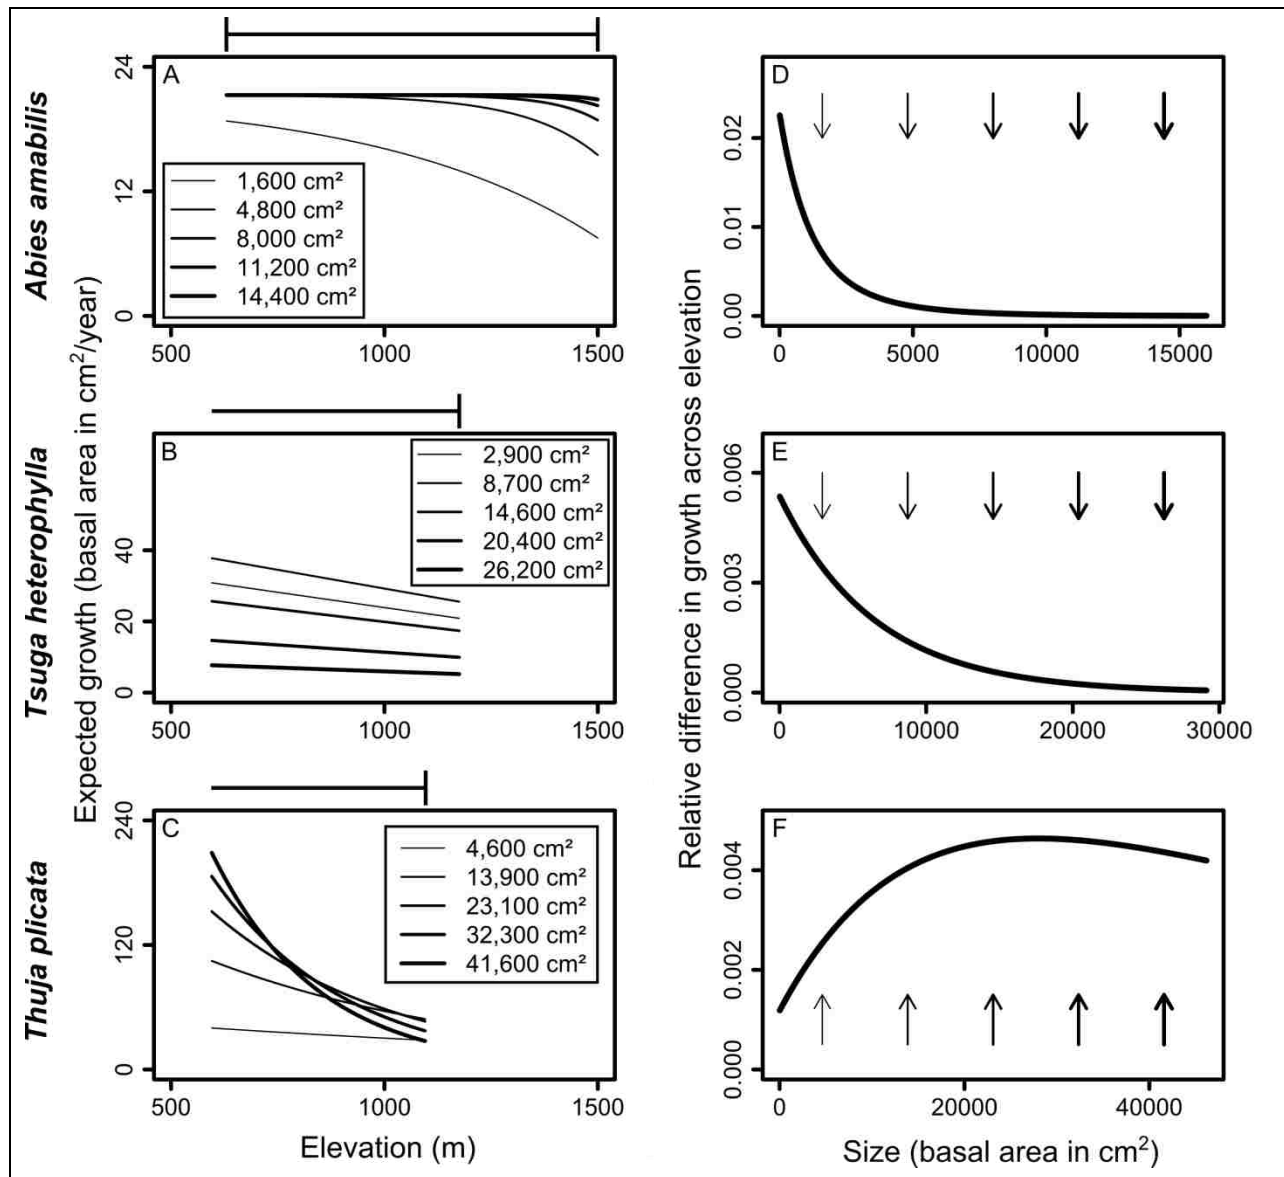 Abies amabilis
Tsuga heterophylla
Thuja plicata
Expected growth (basal area in cm²/year)
A
24
12
0
500
1000
1500
1,600 cm²
4,800 cm²
8,000 cm²
11,200 cm²
14,400 cm²
B
40
20
0
500
1000
1500
2,900 cm²
8,700 cm²
14,600 cm²
20,400 cm²
26,200 cm²
C
240
120
0
500
1000
1500
4,600 cm²
13,900 cm²
23,100 cm²
32,300 cm²
41,600 cm²
Elevation (m)
Relative difference in growth across elevation
D
0.02
0.01
0.00
0
5000
10000
15000
E
0.006
0.003
0.000
0
10000
20000
30000
F
0.004
0.002
0.000
0
20000
40000
Size (basal area in cm²)